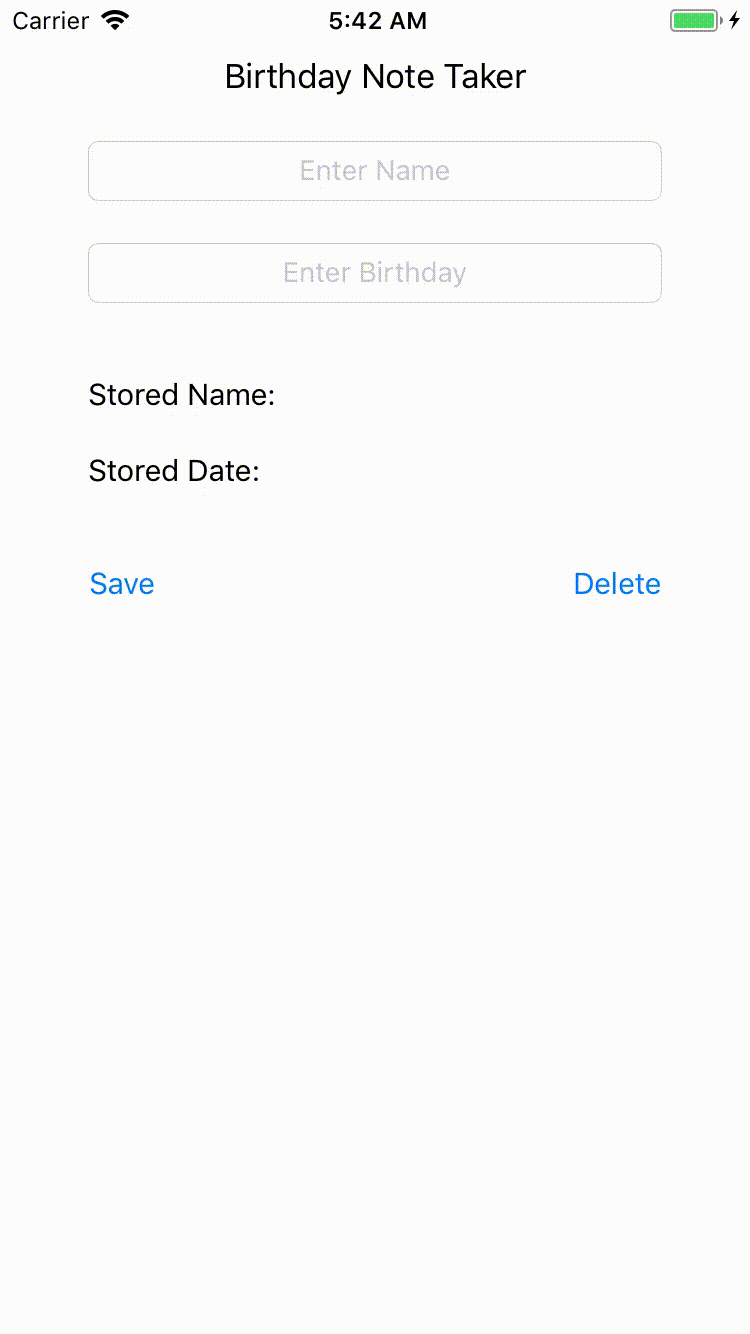 Carrier 5:42 AM
Birthday Note Taker
Enter Name
Enter Birthday
Stored Name:
Stored Date:
Save Delete